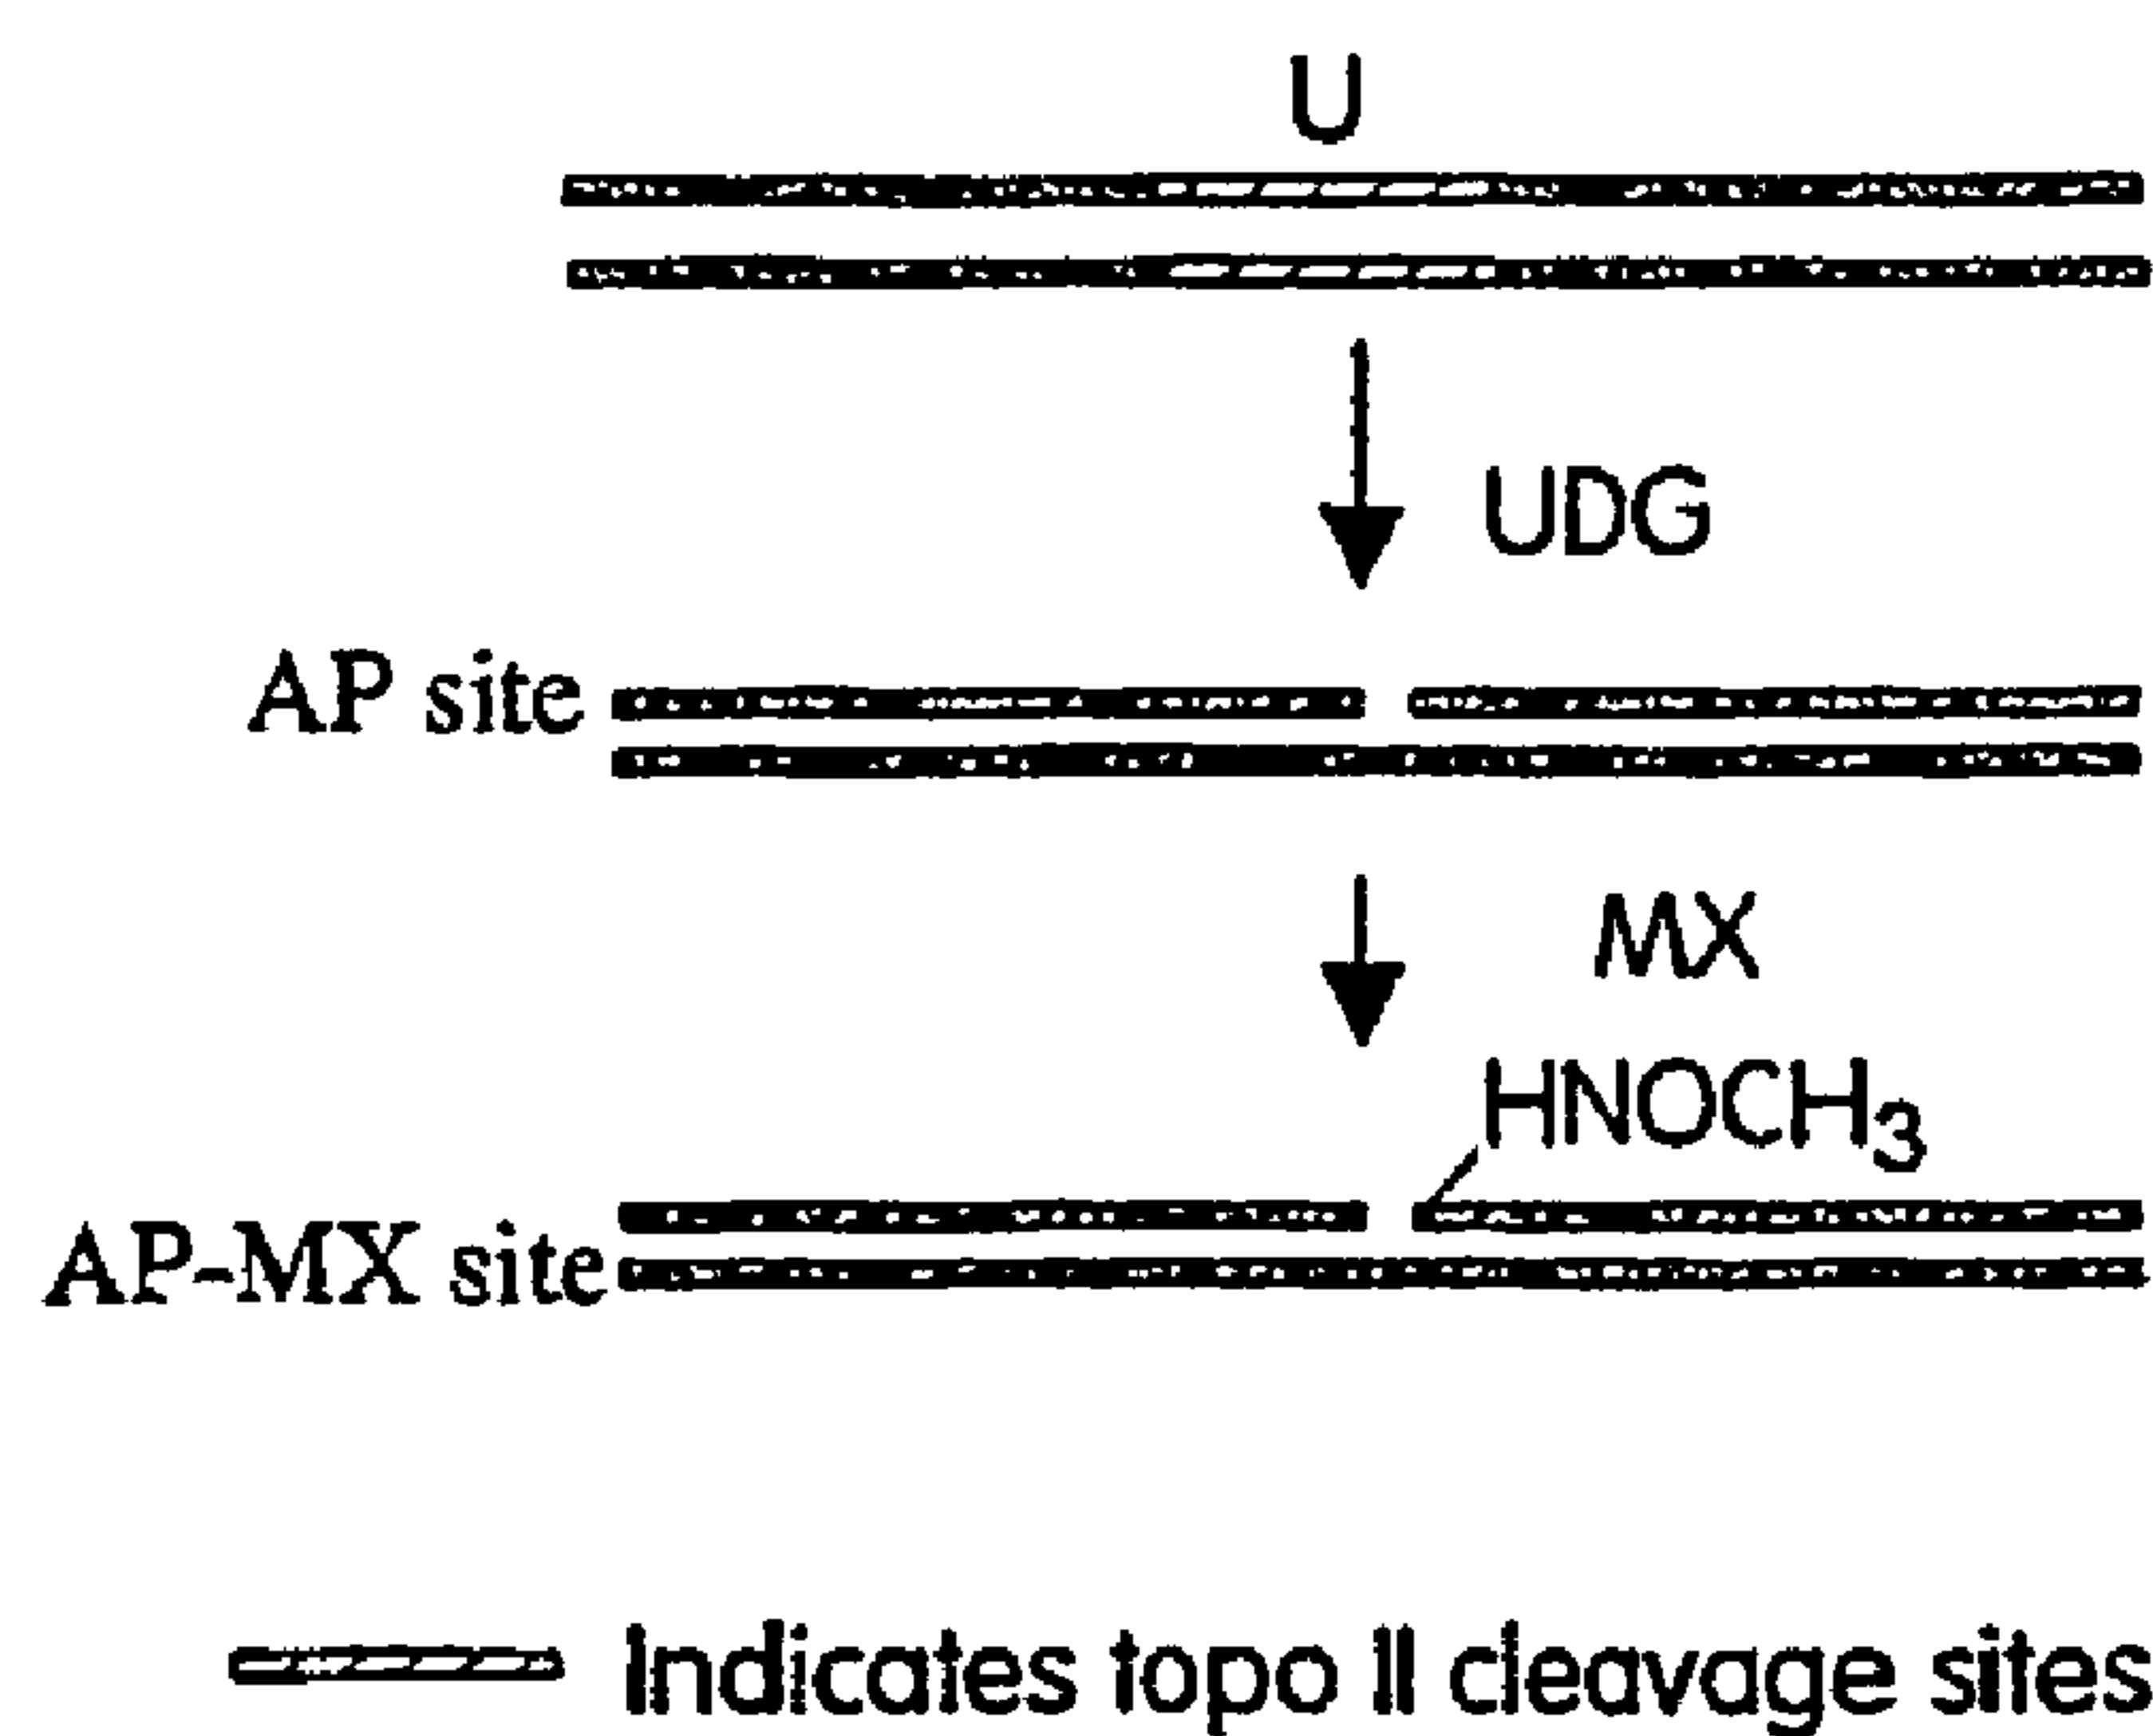 U
UDG
AP site
MX
HNOCH3
AP-MX site
Indicates topo II cleavage sites